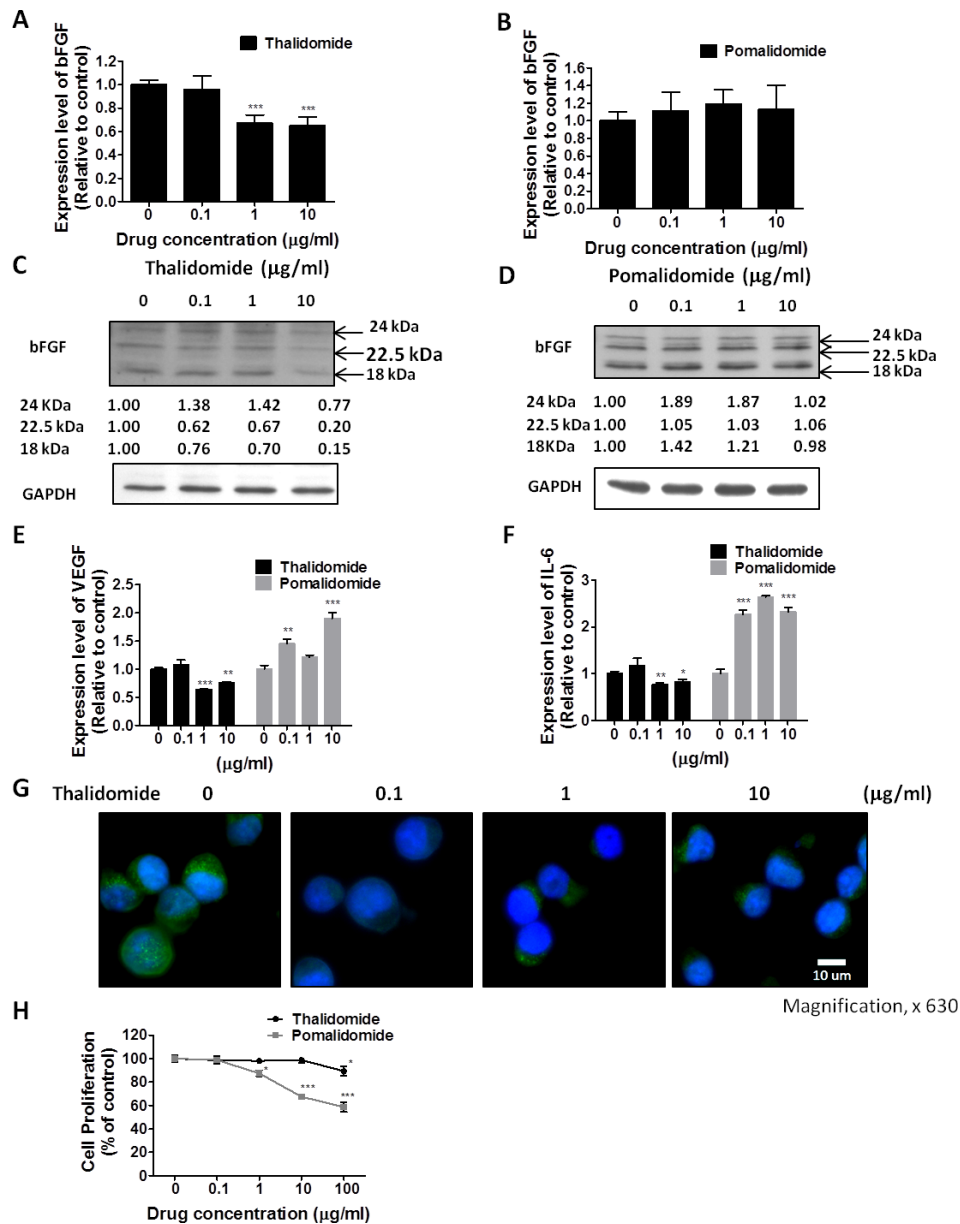 A
Thalidomide
Expression level of bFGF
(Relative to control)
1.2
1.0
0.8
0.6
0.4
0.2
0.0
*** ***
0 0.1 1 10
Drug concentration (μg/ml)
B
Pomalidomide
Expression level of bFGF
(Relative to control)
1.6
1.4
1.2
1.0
0.8
0.6
0.4
0.2
0.0
0 0.1 1 10
Drug concentration (μg/ml)
C
Thalidomide (μg/ml)
0 0.1 1 10
bFGF
24 kDa
22.5 kDa
18 kDa
24 KDa 1.00 1.38 1.42 0.77
22.5 kDa 1.00 0.62 0.67 0.20
18 kDa 1.00 0.76 0.70 0.15
GAPDH
D
Pomalidomide (μg/ml)
0 0.1 1 10
bFGF
24 kDa
22.5 kDa
18 kDa
24 kDa 1.00 1.89 1.87 1.02
22.5 kDa 1.00 1.05 1.03 1.06
18KDa 1.00 1.42 1.21 0.98
GAPDH
E
Thalidomide
Pomalidomide
Expression level of VEGF
(Relative to control)
2.5
2.0
1.5
1.0
0.5
0.0
*** ** ** ***
0 0.1 1 10 0 0.1 1 10
(μg/ml)
F
Thalidomide
Pomalidomide
Expression level of IL-6
(Relative to control)
3
2
1
0
** * *** *** ***
0 0.1 1 10 0 0.1 1 10
(μg/ml)
G
Thalidomide 0 0.1 1 10 (μg/ml)
10 um
Magnification, x 630
H
Thalidomide
Pomalidomide
Cell Proliferation
(% of control)
120
100
80
60
40
20
0
* *** * ***
0 0.1 1 10 100
Drug concentration (μg/ml)